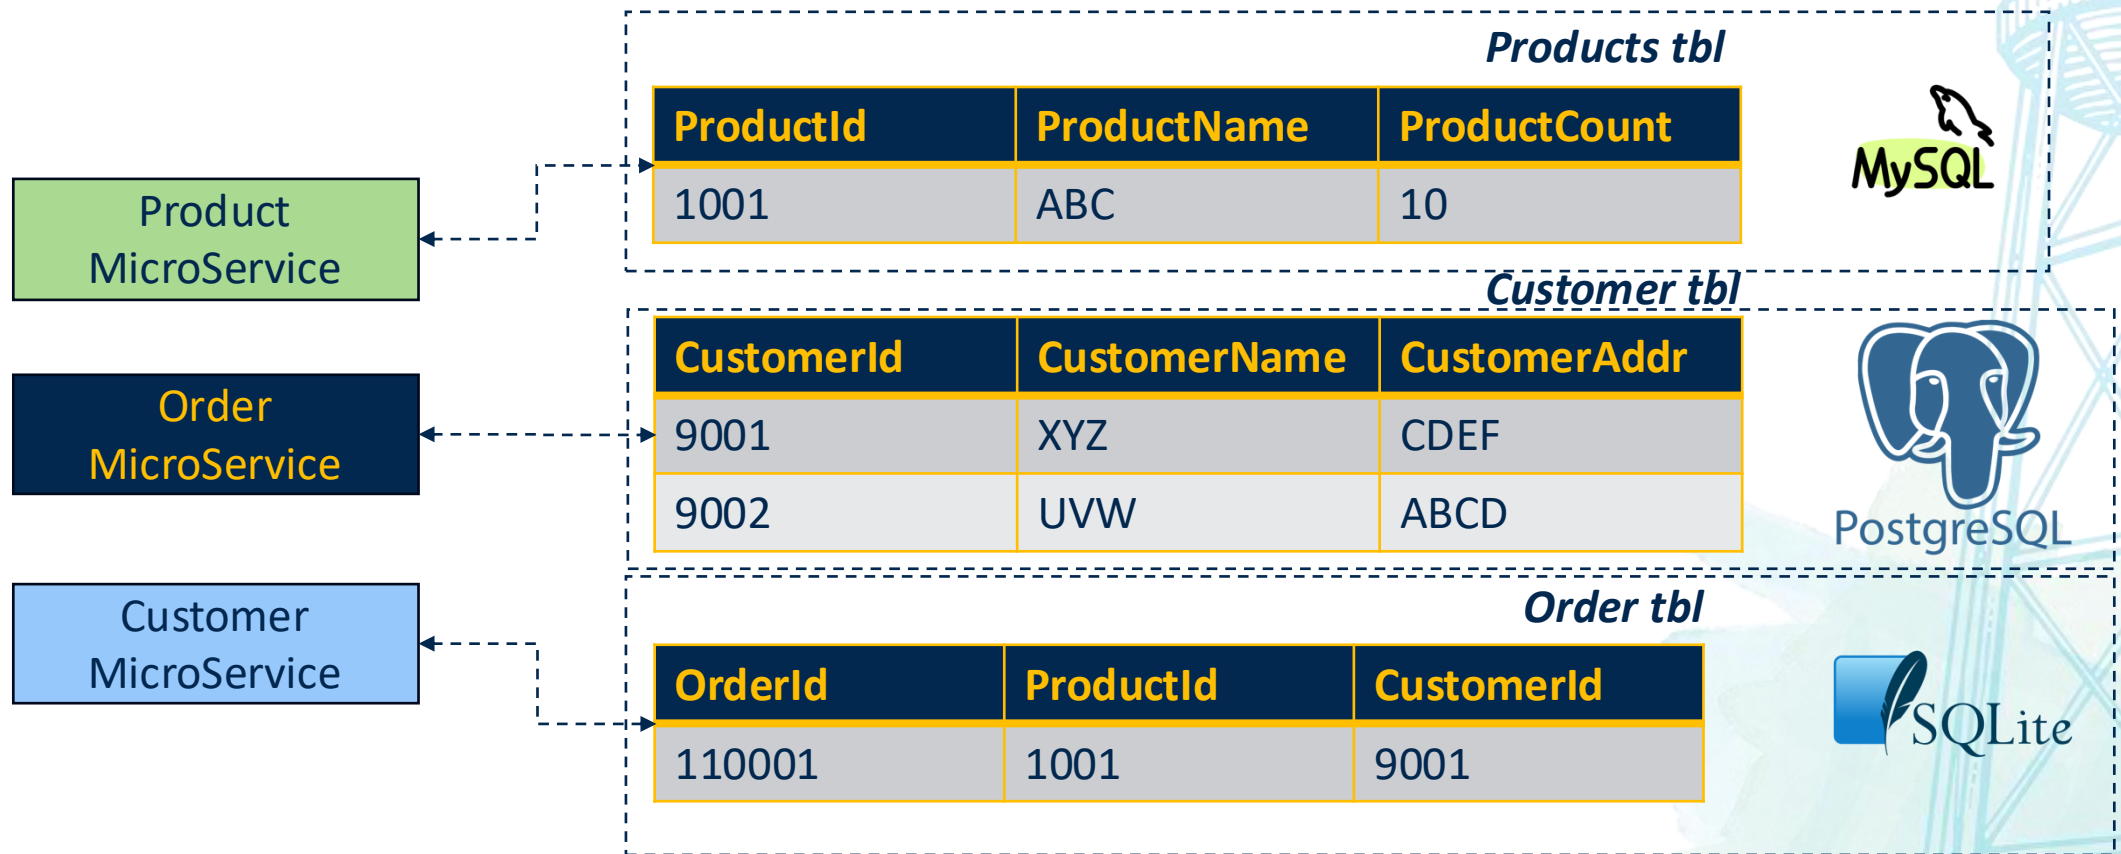 Products tbl
ProductId ProductName ProductCount
1001 ABC 10
MySQL
Product
MicroService
Customer tbl
CustomerId CustomerName CustomerAddr
9001 XYZ CDEF
9002 UVW ABCD
PostgreSQL
Order
MicroService
Order tbl
OrderId ProductId CustomerId
110001 1001 9001
SQLite
Customer
MicroService